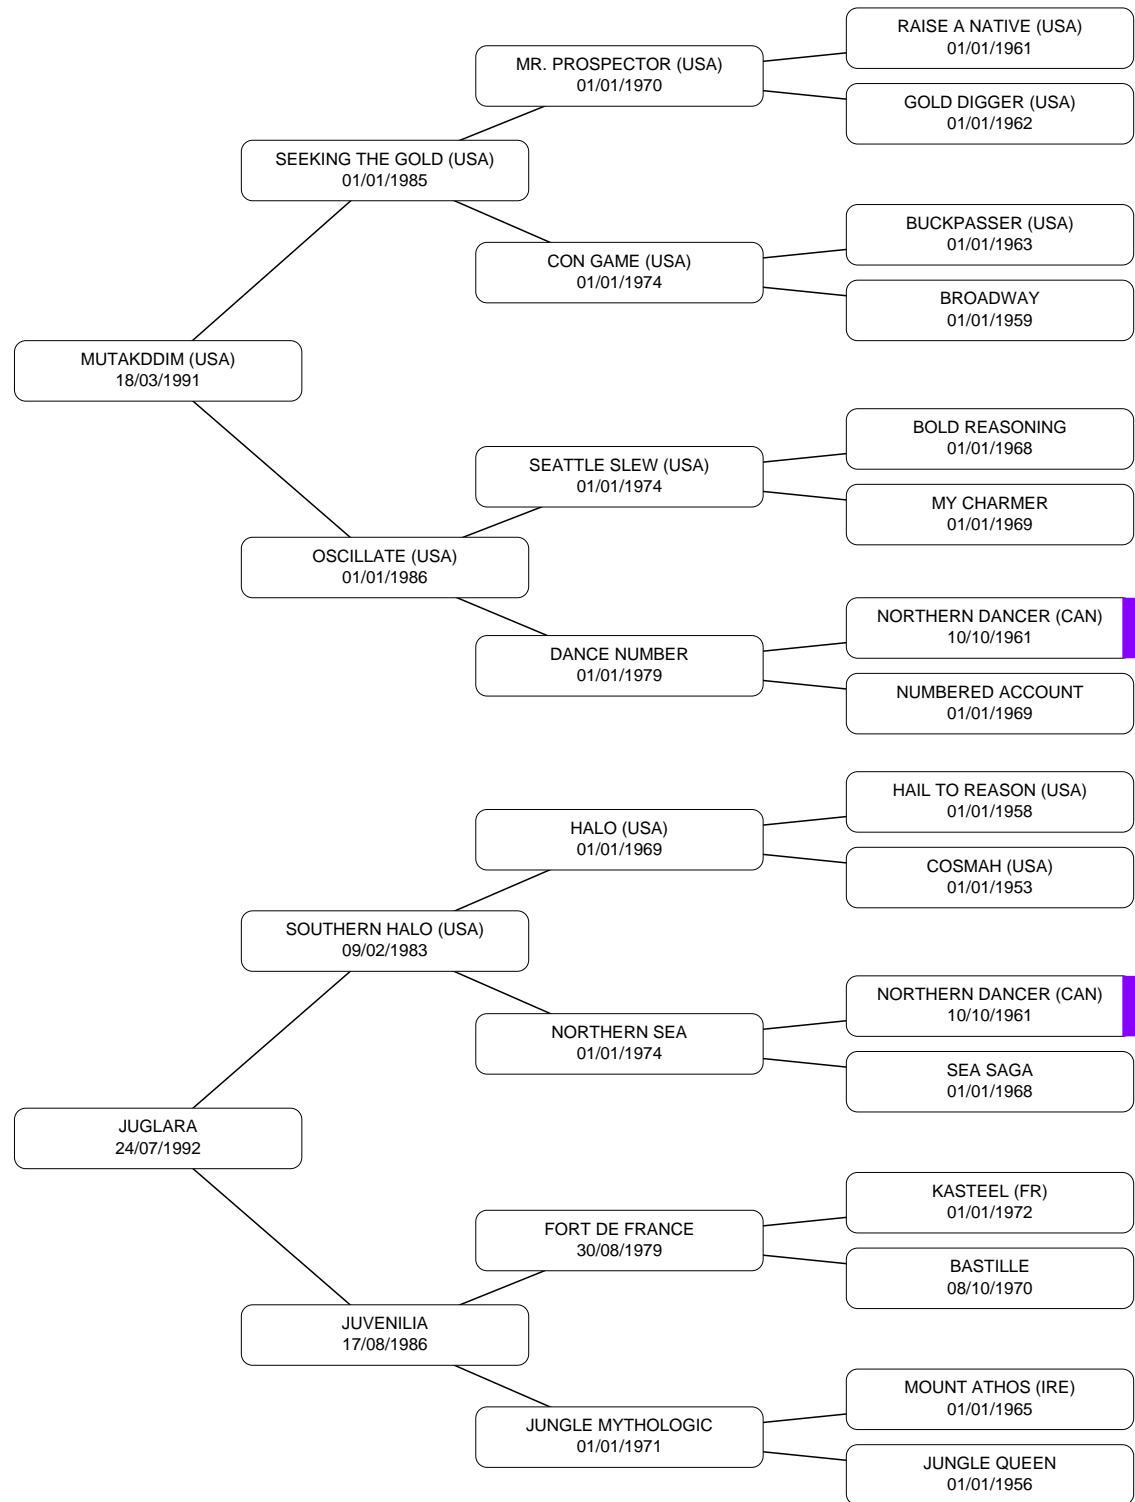 RAISE A NATIVE (USA)
01/01/1961
MR. PROSPECTOR (USA)
01/01/1970
GOLD DIGGER (USA)
01/01/1962
SEEKING THE GOLD (USA)
01/01/1985
BUCKPASSER (USA)
01/01/1963
CON GAME (USA)
01/01/1974
BROADWAY
01/01/1959
MUTAKDDIM (USA)
18/03/1991
BOLD REASONING
01/01/1968
SEATTLE SLEW (USA)
01/01/1974
MY CHARMER
01/01/1969
OSCILLATE (USA)
01/01/1986
NORTHERN DANCER (CAN)
10/10/1961
DANCE NUMBER
01/01/1979
NUMBERED ACCOUNT
01/01/1969
HAIL TO REASON (USA)
01/01/1958
HALO (USA)
01/01/1969
COSMAH (USA)
01/01/1953
SOUTHERN HALO (USA)
09/02/1983
NORTHERN DANCER (CAN)
10/10/1961
NORTHERN SEA
01/01/1974
SEA SAGA
01/01/1968
JUGLARA
24/07/1992
KASTEEL (FR)
01/01/1972
FORT DE FRANCE
30/08/1979
BASTILLE
08/10/1970
JUVENILIA
17/08/1986
MOUNT ATHOS (IRE)
01/01/1965
JUNGLE MYTHOLOGIC
01/01/1971
JUNGLE QUEEN
01/01/1956